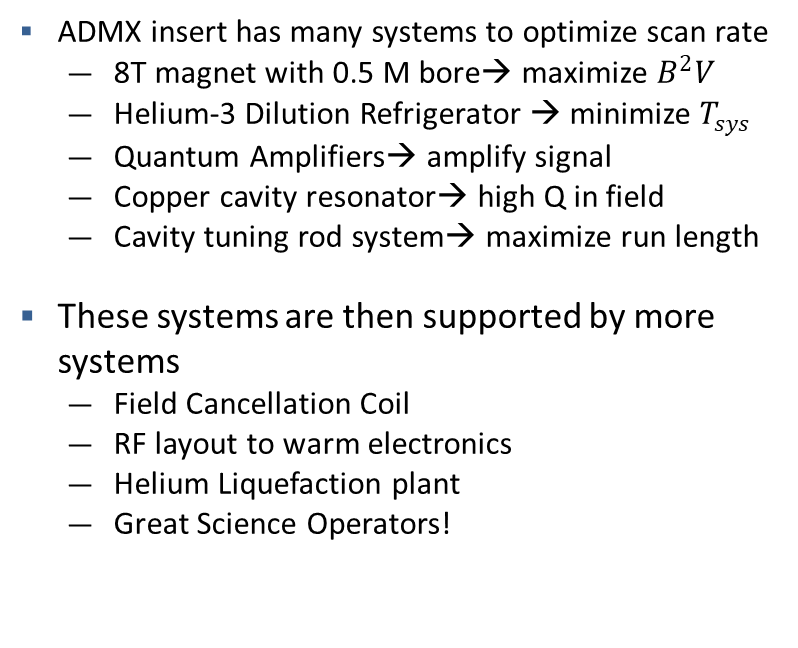 ▪ ADMX insert has many systems to optimize scan rate
— 8T magnet with 0.5 M bore→ maximize B²V
— Helium-3 Dilution Refrigerator → minimize T_sys
— Quantum Amplifiers→ amplify signal
— Copper cavity resonator→ high Q in field
— Cavity tuning rod system→ maximize run length
▪ These systems are then supported by more
systems
— Field Cancellation Coil
— RF layout to warm electronics
— Helium Liquefaction plant
— Great Science Operators!